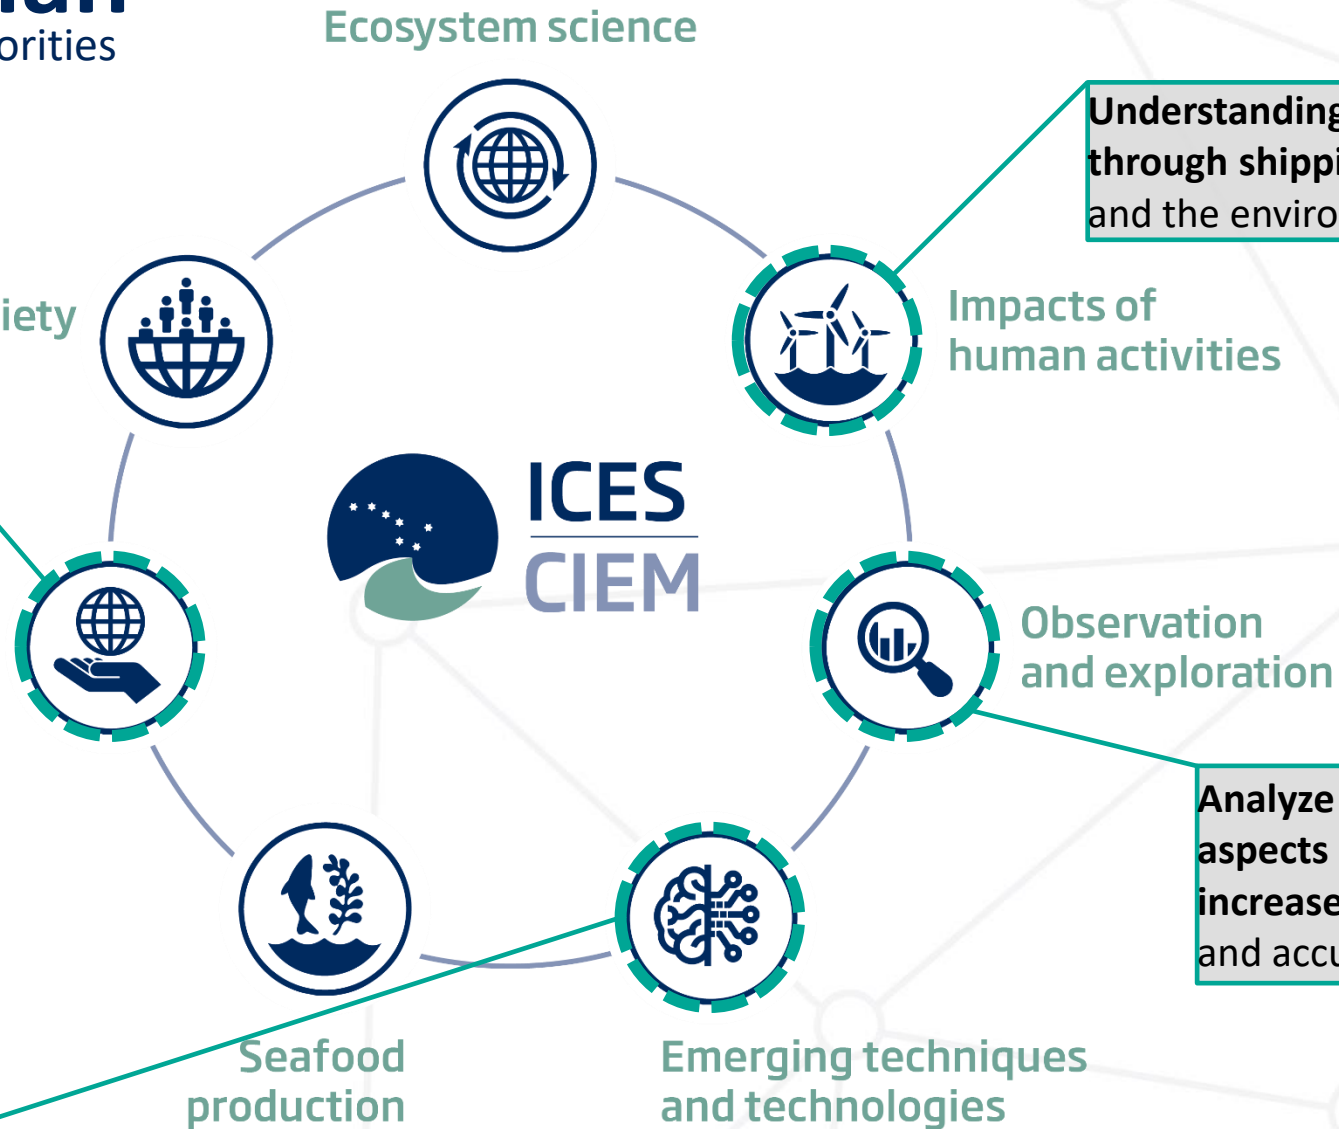 orities
Ecosystem science
Understanding
through shippi
and the enviro
Impacts of
human activities
iety
ICES
CIEM
Observation
and exploration
Analyze
aspects
increase
and accu
Seafood
production
Emerging techniques
and technologies